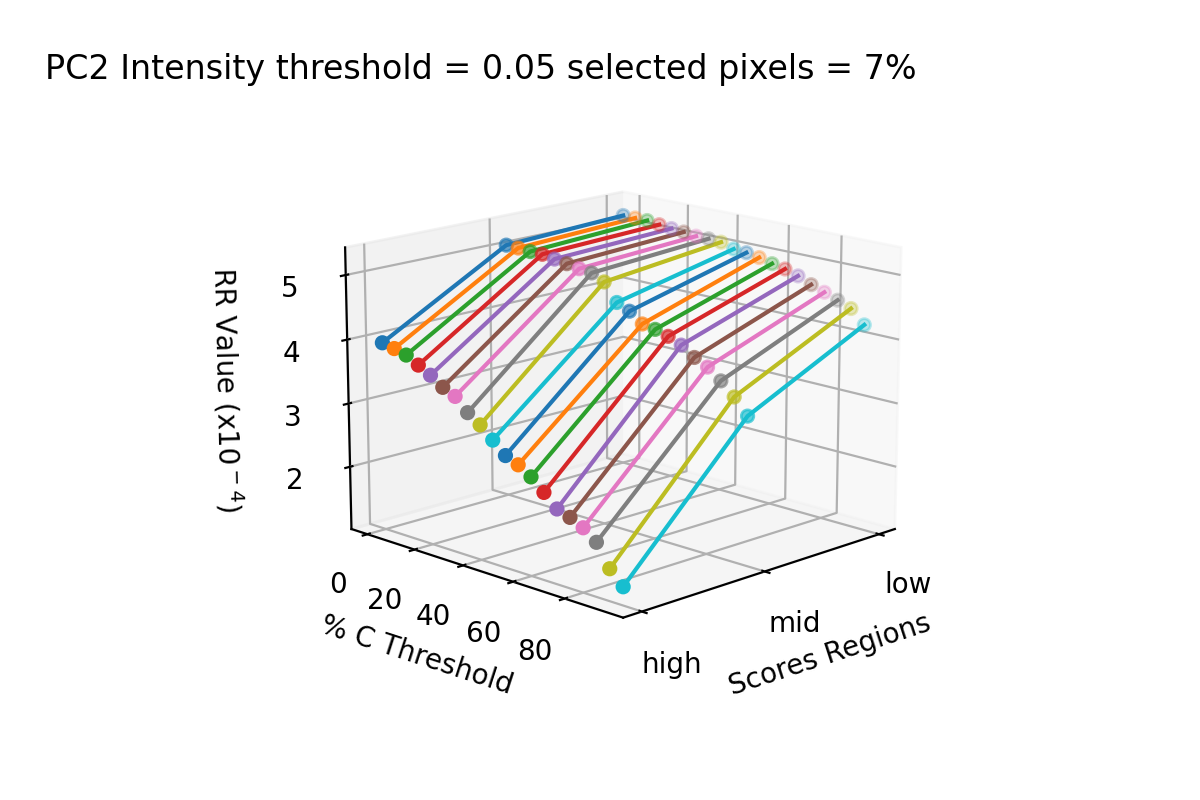 PC2 Intensity threshold = 0.05 selected pixels = 7%
RR Value (x10⁻⁴)
5
4
3
2
0
20
40
60
80
% C Threshold
high
mid
low
Scores Regions